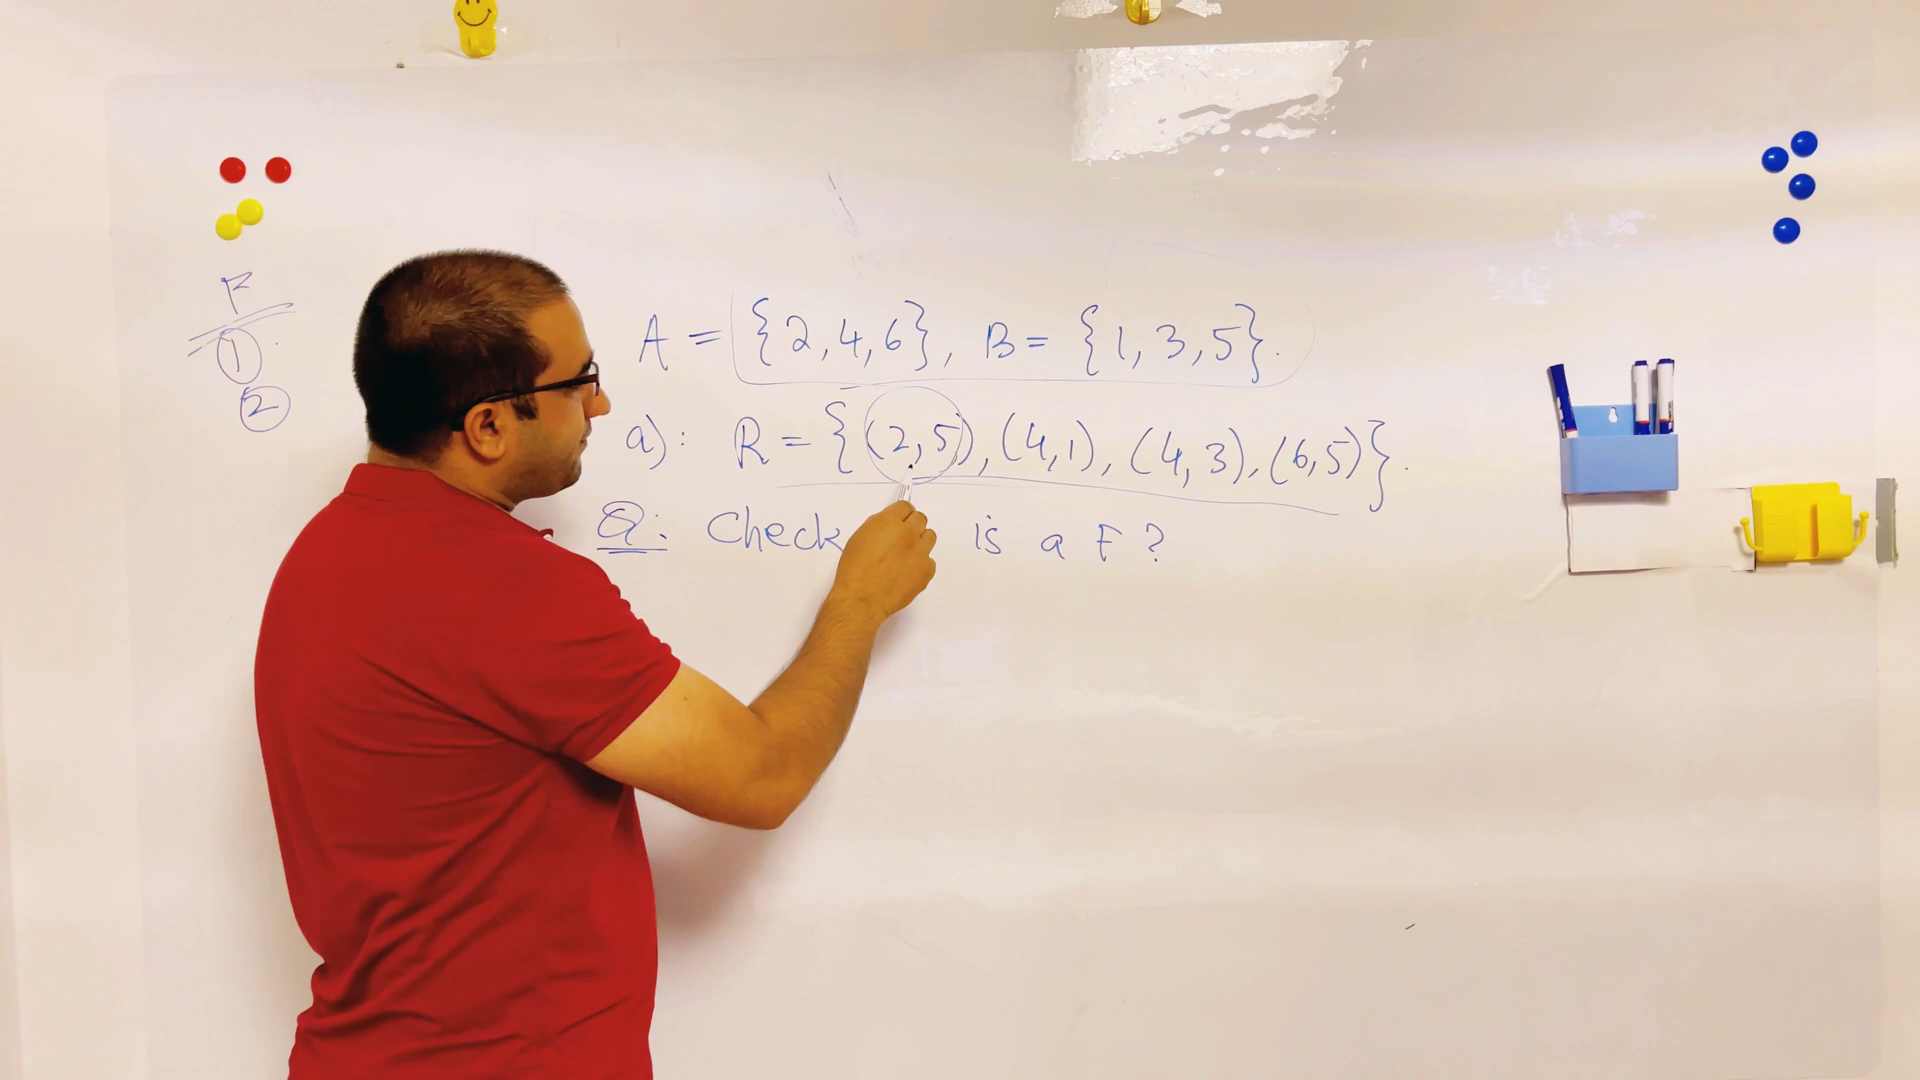 F
1
2
A = {2,4,6}, B = {1,3,5}.
a): R = {(2,5), (4,1), (4,3), (6,5)}.
Q: Check is a F?